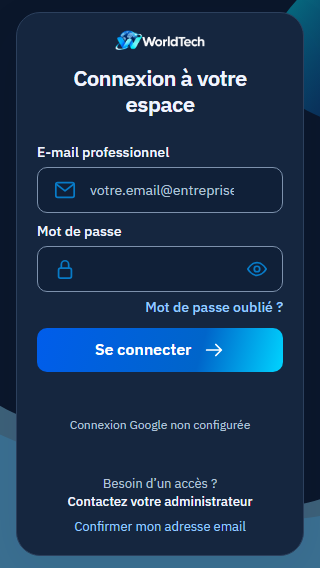 WorldTech
Connexion à votre
espace
E-mail professionnel
votre.email@entreprise
Mot de passe
Mot de passe oublié ?
Se connecter
Connexion Google non configurée
Besoin d’un accès ?
Contactez votre administrateur
Confirmer mon adresse email